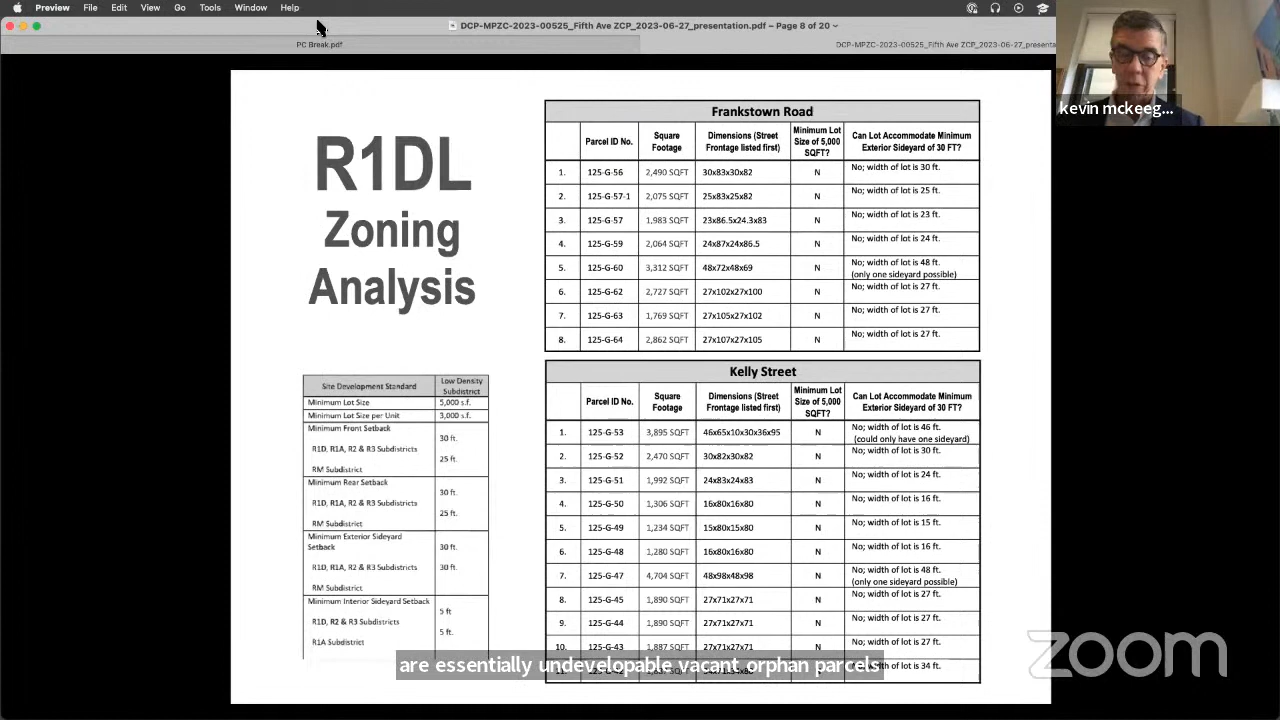 Preview File Edit View Go Tools Window Help
DCP-MPZC-2023-00525_Fifth Ave ZCP_2023-06-27_presentation.pdf – Page 8 of 20
PC Break.pdf
DCP-MPZC-2023-00525_Fifth Ave ZCP_2023-06-27_presenta
kevin mckeeg...
R1DL
Zoning
Analysis
Site Development Standard Low Density Subdistrict
Minimum Lot Size 5,000 s.f.
Minimum Lot Size per Unit 3,000 s.f.
Minimum Front Setback
R1D, R1A, R2 & R3 Subdistricts 30 ft.
RM Subdistrict 25 ft.
Minimum Rear Setback
R1D, R1A, R2 & R3 Subdistricts 30 ft.
RM Subdistrict 25 ft.
Minimum Exterior Sideyard Setback
R1D, R1A, R2 & R3 Subdistricts 30 ft.
RM Subdistrict 30 ft.
Minimum Interior Sideyard Setback
R1D, R2 & R3 Subdistricts 5 ft
R1A Subdistrict 5 ft.
Frankstown Road
Parcel ID No. Square Footage Dimensions (Street Frontage listed first) Minimum Lot Size of 5,000 SQFT? Can Lot Accommodate Minimum Exterior Sideyard of 30 FT?
1. 125-G-56 2,490 SQFT 30x83x30x82 N No; width of lot is 30 ft.
2. 125-G-57-1 2,075 SQFT 25x83x25x82 N No; width of lot is 25 ft.
3. 125-G-57 1,983 SQFT 23x86.5x24.3x83 N No; width of lot is 23 ft.
4. 125-G-59 2,064 SQFT 24x87x24x86.5 N No; width of lot is 24 ft.
5. 125-G-60 3,312 SQFT 48x72x48x69 N No; width of lot is 48 ft. (only one sideyard possible)
6. 125-G-62 2,727 SQFT 27x102x27x100 N No; width of lot is 27 ft.
7. 125-G-63 1,769 SQFT 27x105x27x102 N No; width of lot is 27 ft.
8. 125-G-64 2,862 SQFT 27x107x27x105 N No; width of lot is 27 ft.
Kelly Street
Parcel ID No. Square Footage Dimensions (Street Frontage listed first) Minimum Lot Size of 5,000 SQFT? Can Lot Accommodate Minimum Exterior Sideyard of 30 FT?
1. 125-G-53 3,895 SQFT 46x65x10x30x36x95 N No; width of lot is 46 ft. (could only have one sideyard)
2. 125-G-52 2,470 SQFT 30x82x30x82 N No; width of lot is 30 ft.
3. 125-G-51 1,992 SQFT 24x83x24x83 N No; width of lot is 24 ft.
4. 125-G-50 1,306 SQFT 16x80x16x80 N No; width of lot is 16 ft.
5. 125-G-49 1,234 SQFT 15x80x15x80 N No; width of lot is 15 ft.
6. 125-G-48 1,280 SQFT 16x80x16x80 N No; width of lot is 16 ft.
7. 125-G-47 4,704 SQFT 48x98x48x98 N No; width of lot is 48 ft. (only one sideyard possible)
8. 125-G-45 1,890 SQFT 27x71x27x71 N No; width of lot is 27 ft.
9. 125-G-44 1,890 SQFT 27x71x27x71 N No; width of lot is 27 ft.
10. 125-G-43 1,887 SQFT 27x71x27x71 N No; width of lot is 27 ft.
No; width of lot is 34 ft.
are essentially undevelopable vacant orphan parcels
zoom